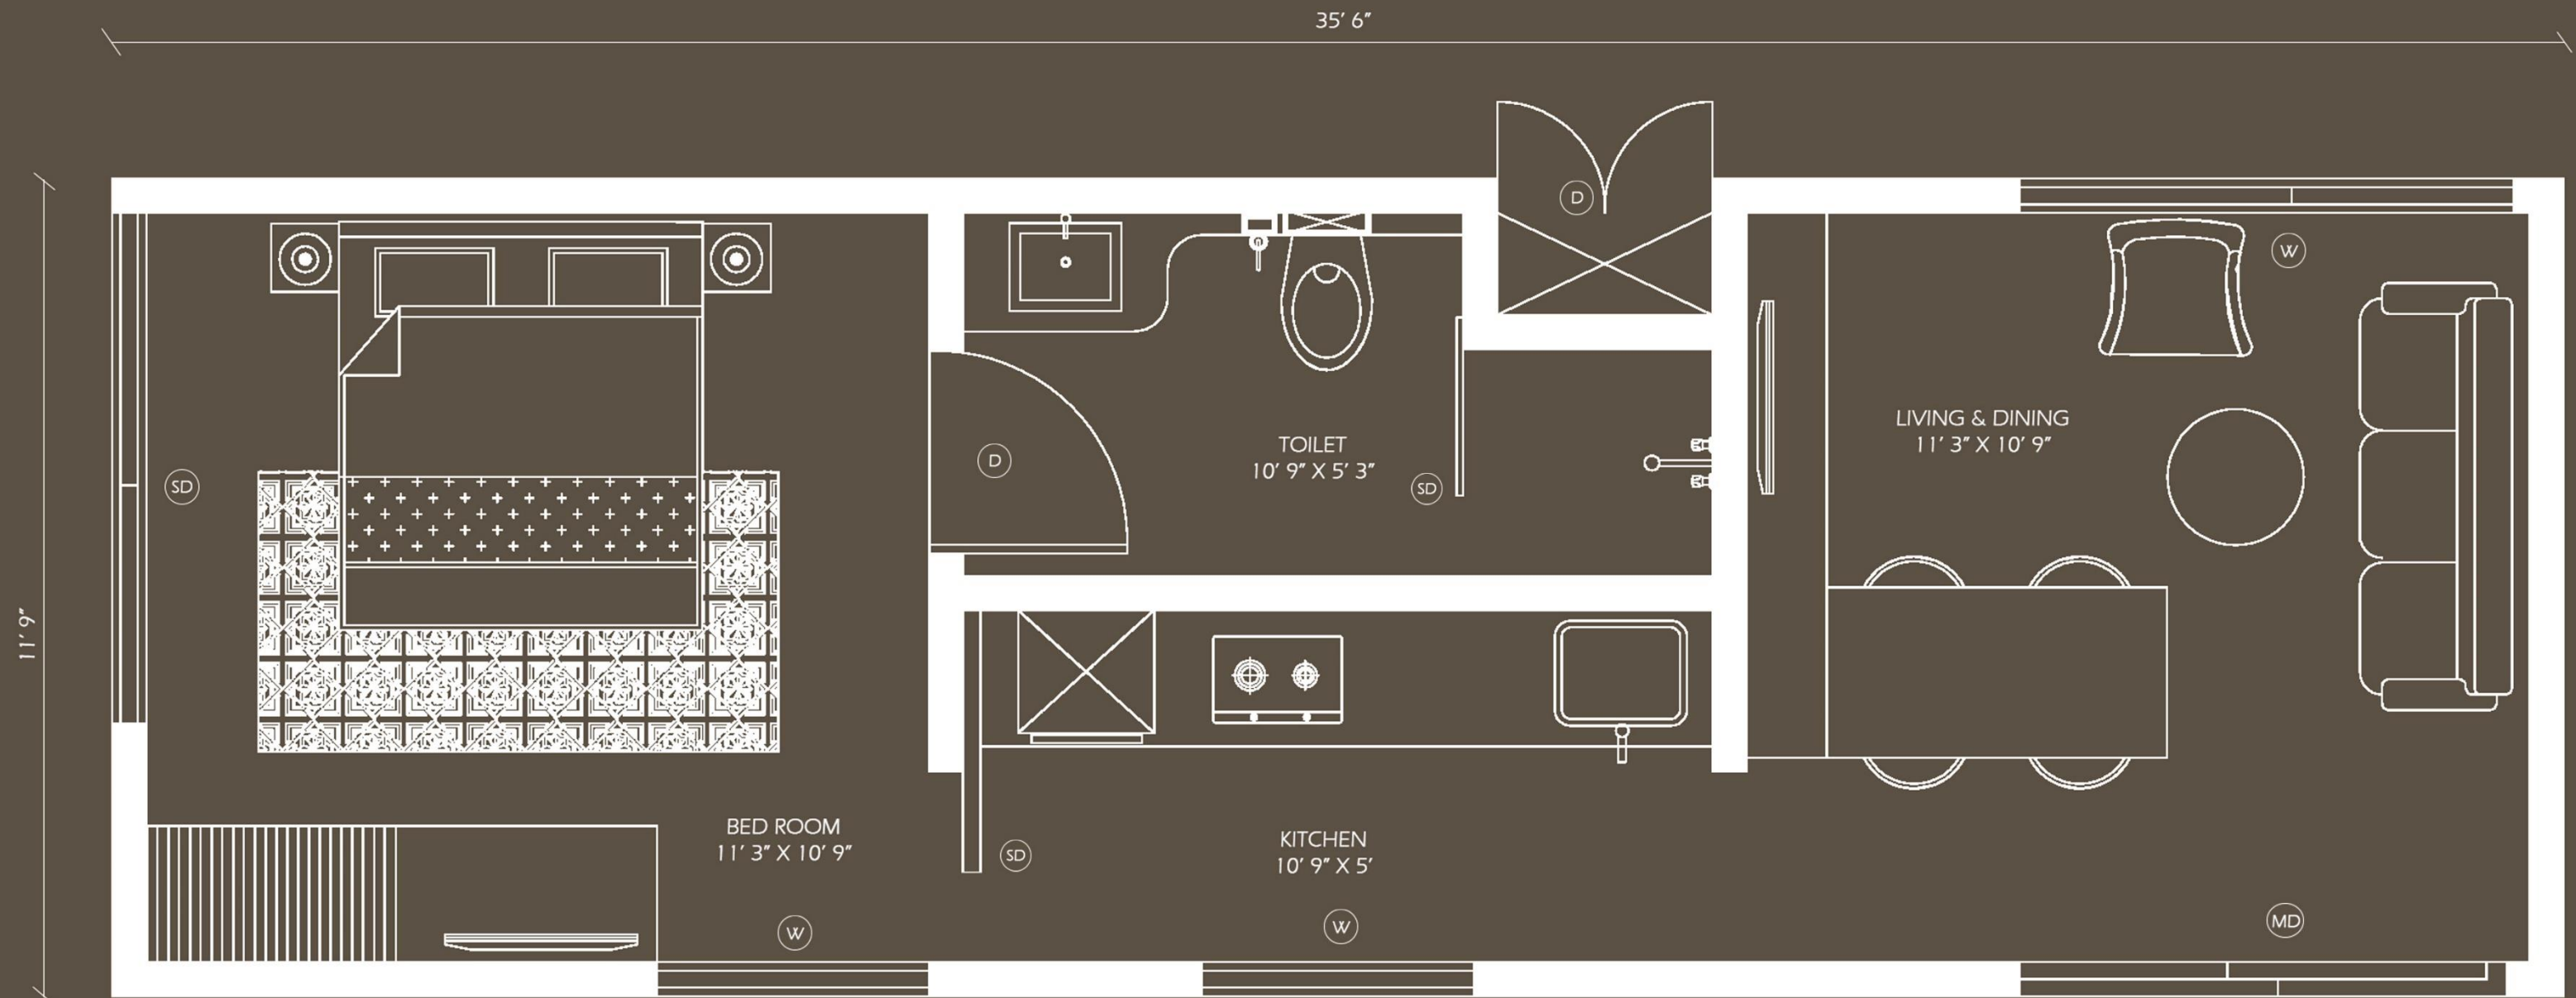 35' 6"
D
W
LIVING & DINING
11' 3" X 10' 9"
TOILET
10' 9" X 5' 3"
D
SD
SD
11' 9"
BED ROOM
11' 3" X 10' 9"
KITCHEN
10' 9" X 5'
SD
W
W
MD